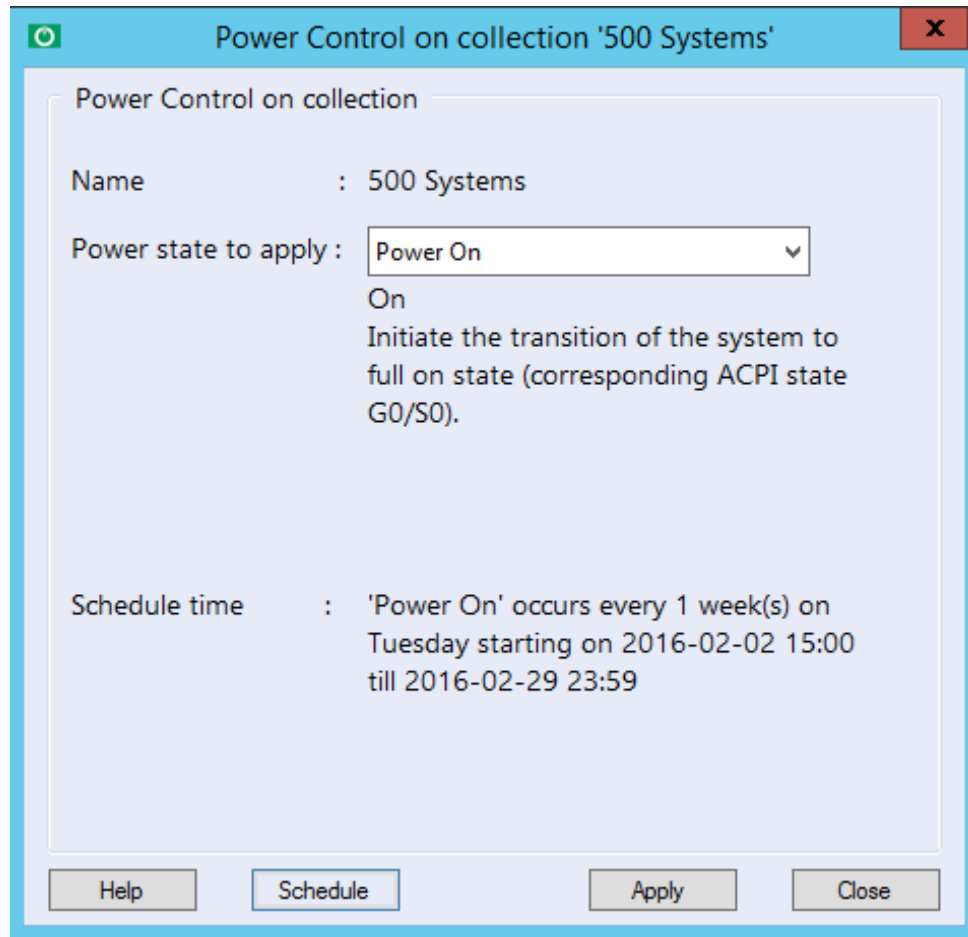 Power Control on collection '500 Systems'
x
Power Control on collection
Name : 500 Systems
Power state to apply : Power On
On
Initiate the transition of the system to
full on state (corresponding ACPI state
G0/S0).
Schedule time : 'Power On' occurs every 1 week(s) on
Tuesday starting on 2016-02-02 15:00
till 2016-02-29 23:59
Help Schedule Apply Close